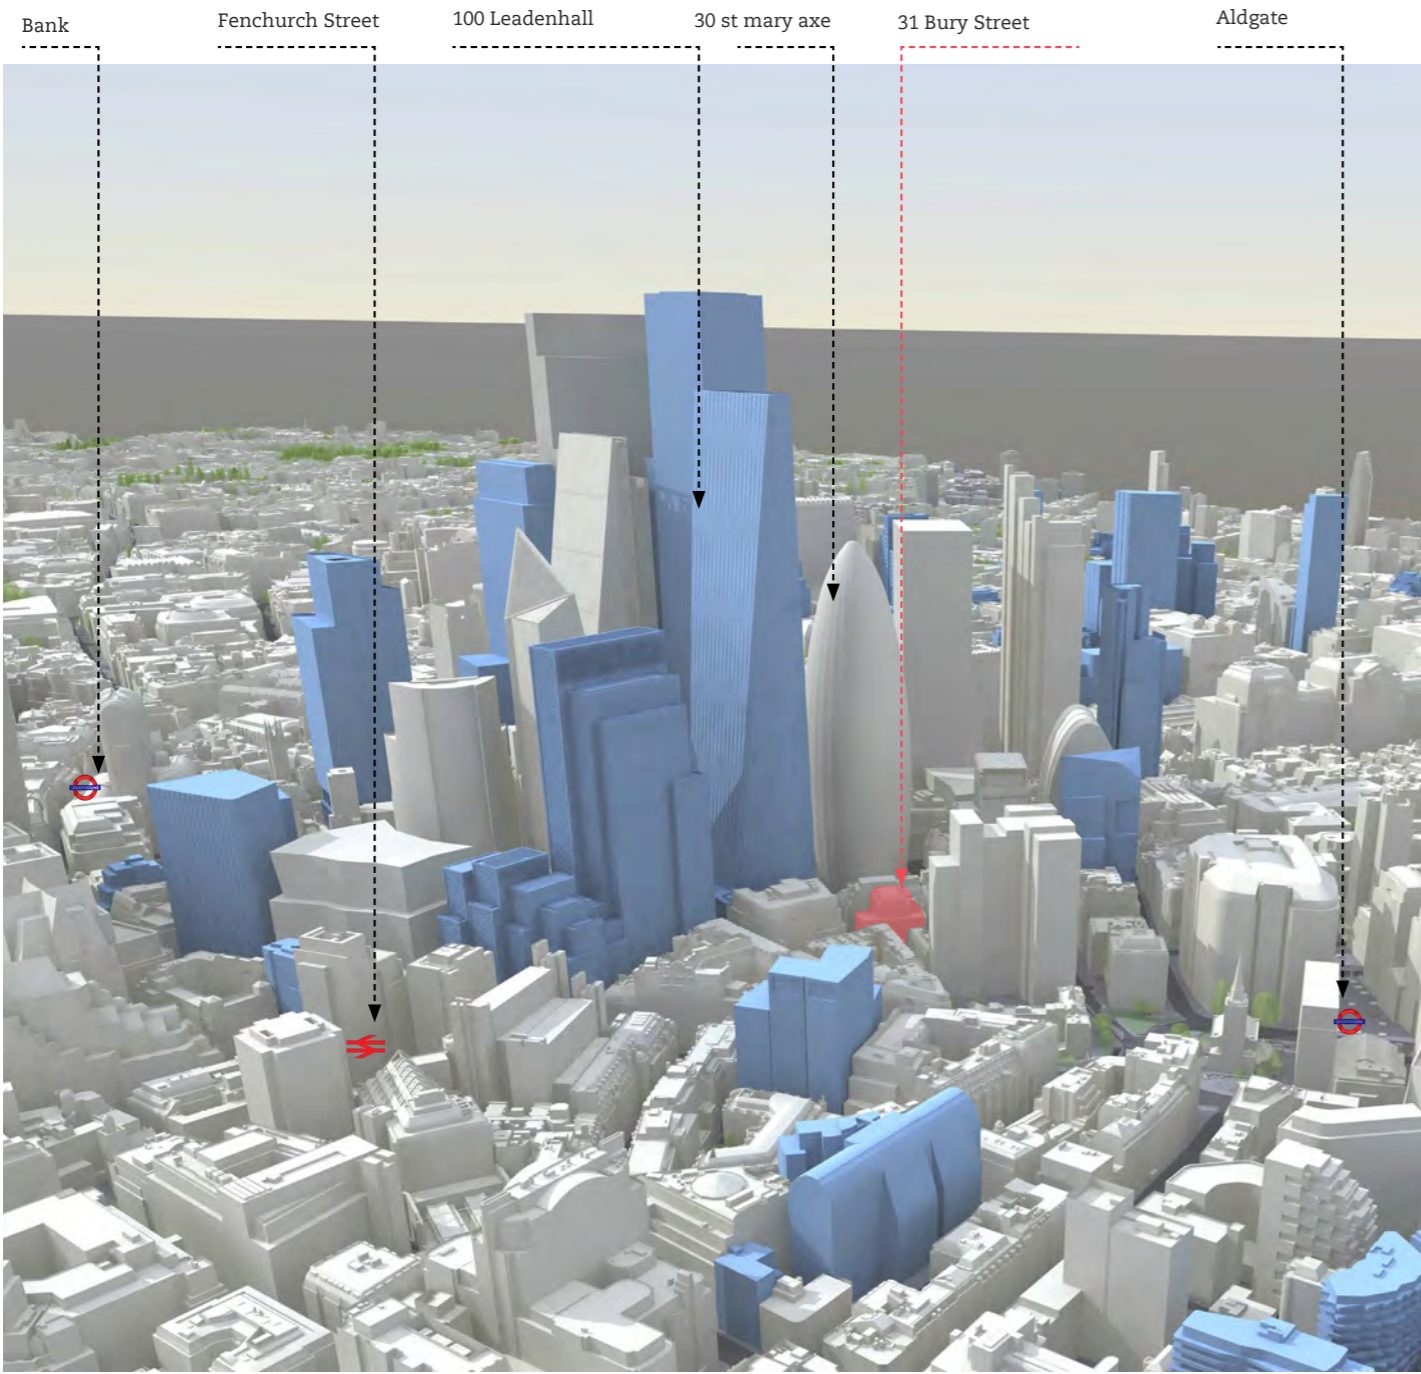 Bank
Fenchurch Street
100 Leadenhall
30 st mary axe
31 Bury Street
Aldgate